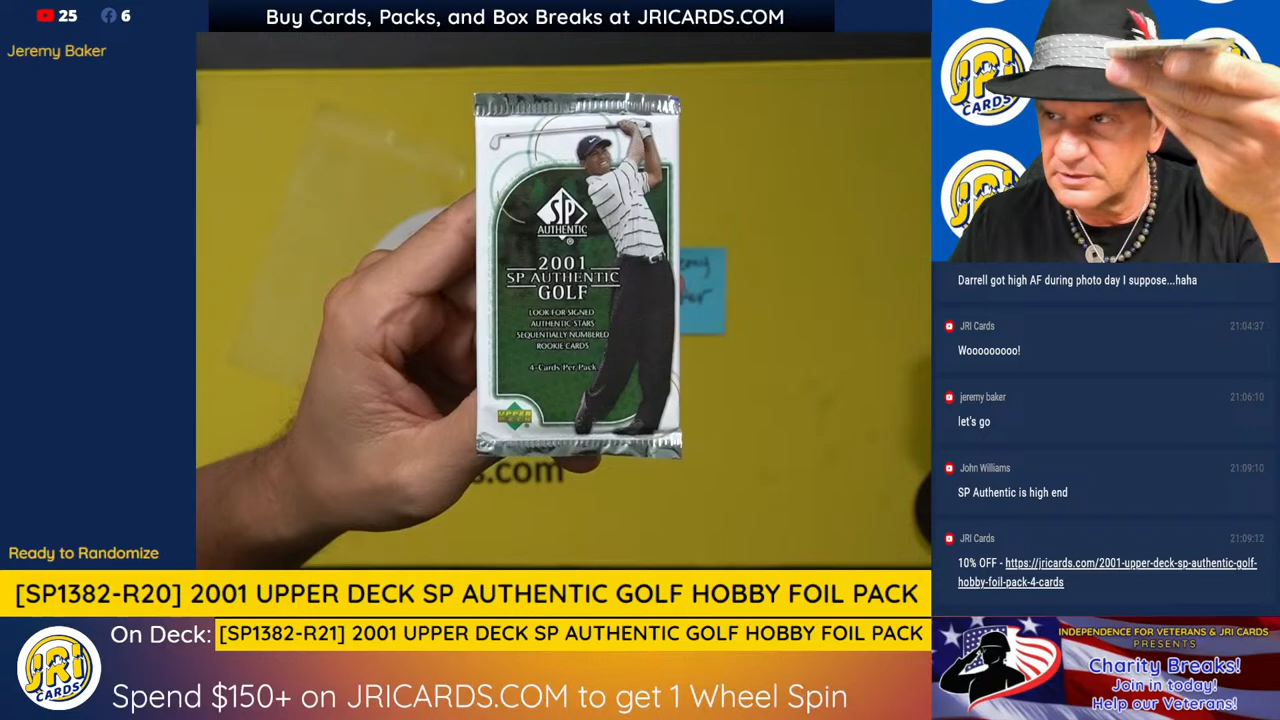 25
6
Buy Cards, Packs, and Box Breaks at JRICARDS.COM
Jeremy Baker
SP
AUTHENTIC
2001
SP AUTHENTIC
GOLF
LOOK FOR SIGNED
AUTHENTIC STARS
SEQUENTIALLY NUMBERED
ROOKIE CARDS
4-Cards Per Pack
UPPER
DECK
s.com
JRI
CARDS
JRI
Darrell got high AF during photo day I suppose...haha
JRI Cards 21:04:37
Wooooooooo!
jeremy baker 21:06:10
let's go
John Williams 21:09:10
SP Authentic is high end
JRI Cards 21:09:12
10% OFF - https://jricards.com/2001-upper-deck-sp-authentic-golf-
hobby-foil-pack-4-cards
Ready to Randomize
[SP1382-R20] 2001 UPPER DECK SP AUTHENTIC GOLF HOBBY FOIL PACK
JRI
CARDS
On Deck: [SP1382-R21] 2001 UPPER DECK SP AUTHENTIC GOLF HOBBY FOIL PACK
Spend $150+ on JRICARDS.COM to get 1 Wheel Spin
INDEPENDENCE FOR VETERANS & JRI CARDS
PRESENTS
Charity Breaks!
Join in today!
Help our Veterans!